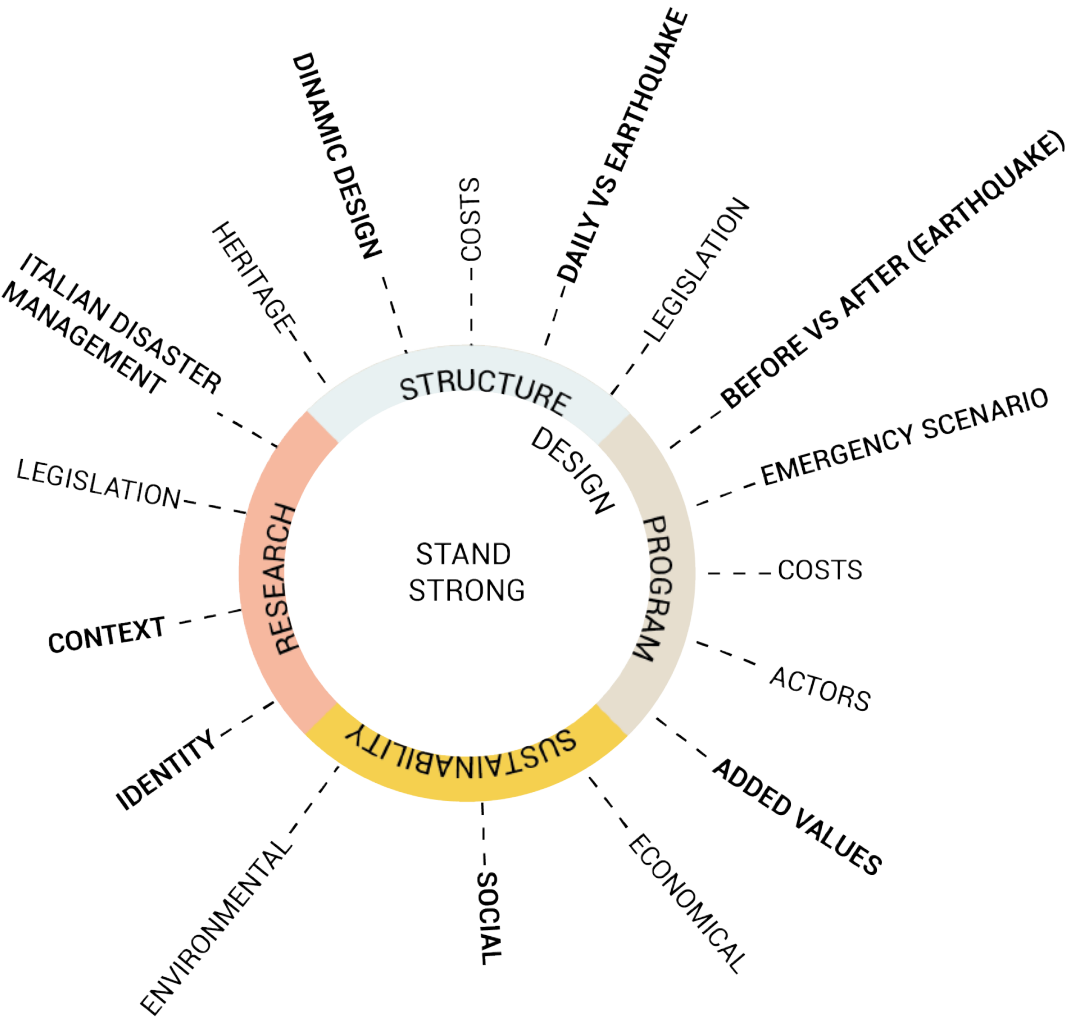 DINAMIC DESIGN
COSTS
DAILY VS EARTHQUAKE
LEGISLATION
BEFORE VS AFTER (EARTHQUAKE)
EMERGENCY SCENARIO
COSTS
ACTORS
ADDED VALUES
ECONOMICAL
SOCIAL
ENVIRONMENTAL
IDENTITY
CONTEXT
LEGISLATION
ITALIAN DISASTER
MANAGEMENT
HERITAGE
STRUCTURE
DESIGN
PROGRAM
SUSTAINABILITY
RESEARCH
STAND
STRONG